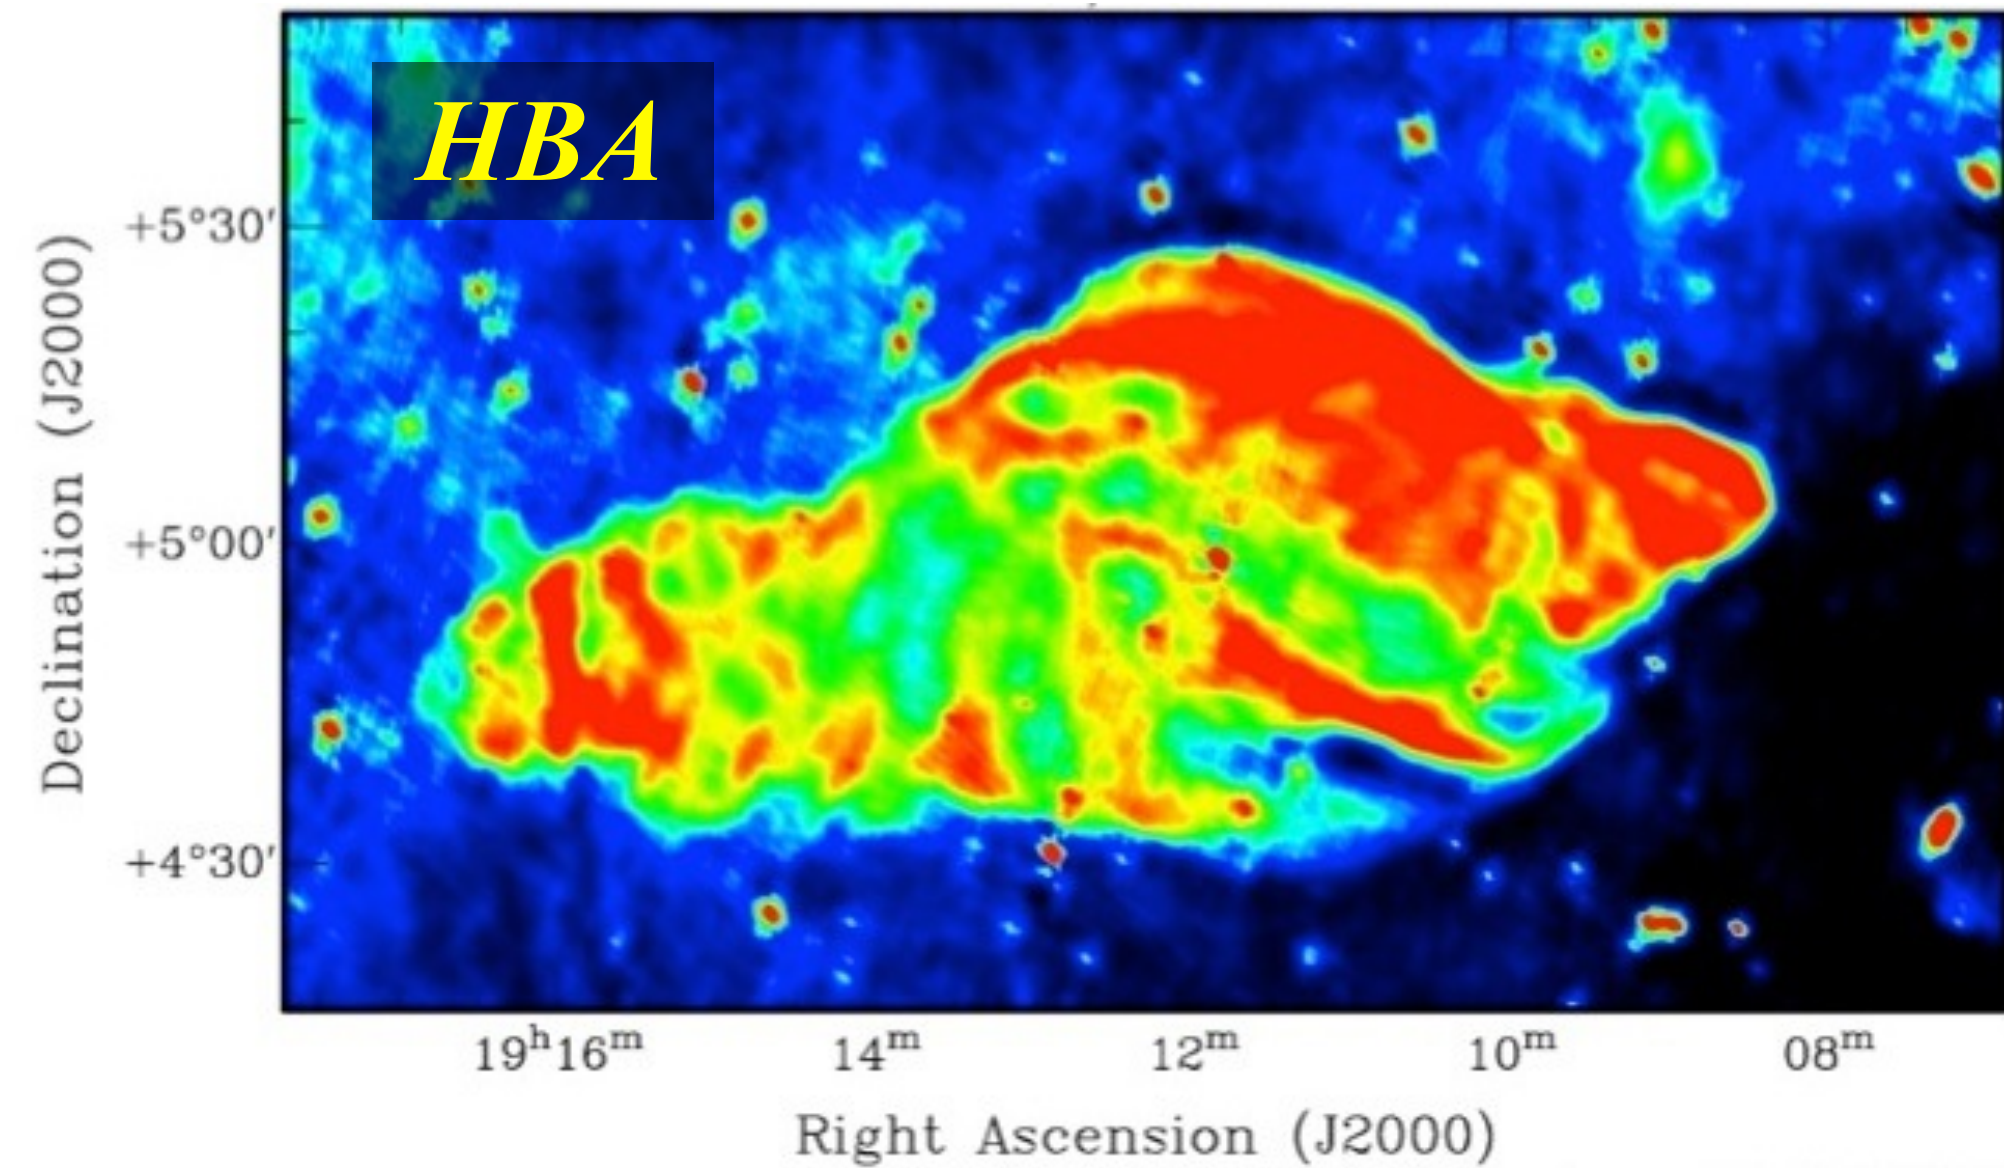 HBA
+5°30′
+5°00′
+4°30′
Declination (J2000)
19ʰ16ᵐ 14ᵐ 12ᵐ 10ᵐ 08ᵐ
Right Ascension (J2000)